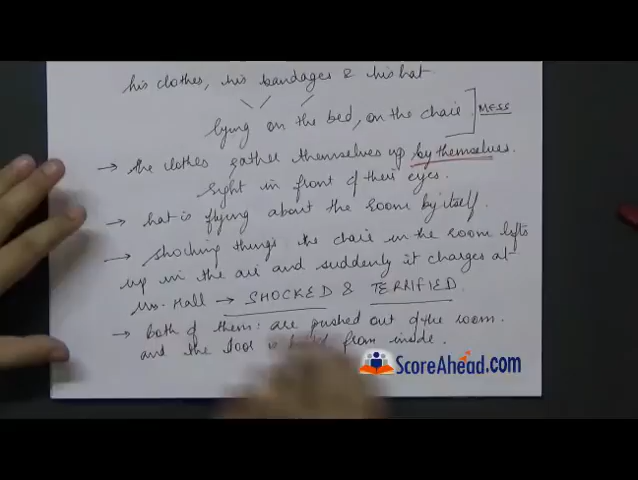 his clothes, his bandages & his hat
lying on the bed, on the chair] MESS
→ the clothes gather themselves up by themselves.
right in front of their eyes.
→ hat is flying about the room by itself.
→ shocking things the chair in the room lifts
up in the air and suddenly it charges at
Mrs. Hall → SHOCKED & TERRIFIED.
→ both of them: are pushed out of the room.
and the door is from inside.
ScoreAhead.com